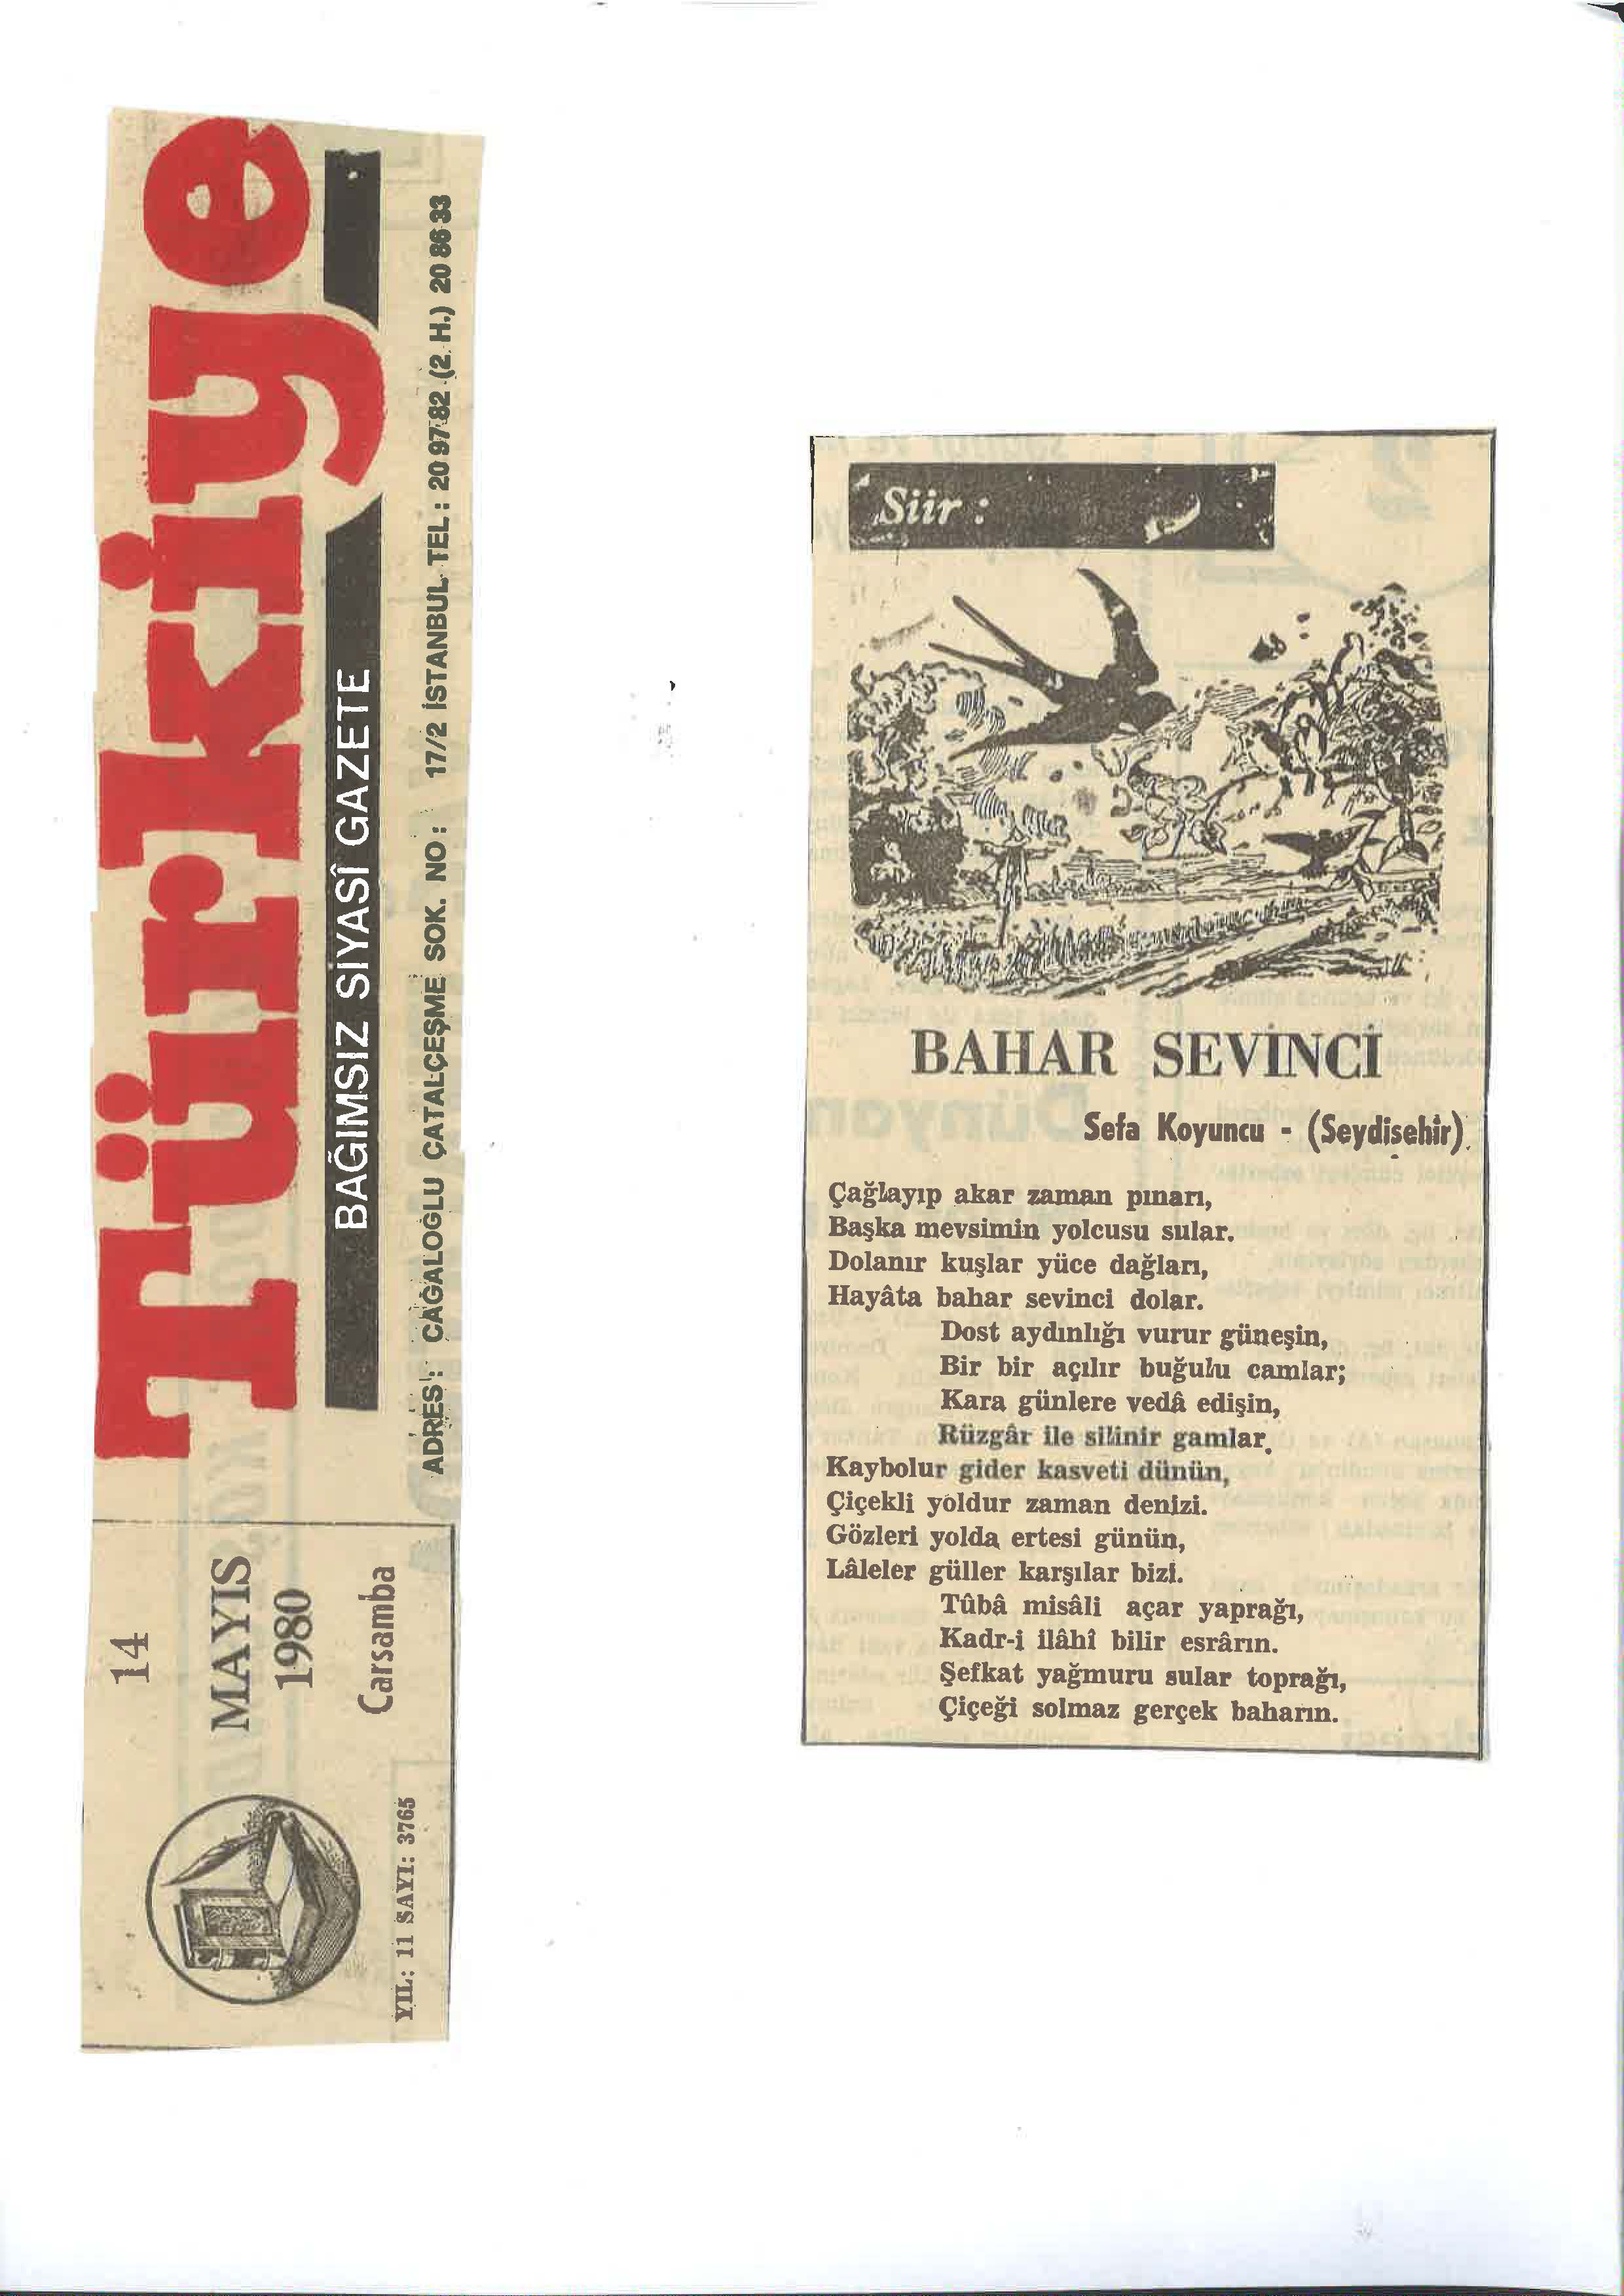 Türkiye
BAĞIMSIZ SİYASÎ GAZETE
ADRES: CAĞALOĞLU ÇATALÇEŞME SOK. NO: 17/2 İSTANBUL TEL: 20 97 82 (2. H.) 20 86 33
14
MAYIS
1980
Çarşamba
YIL: 11 SAYI: 3765
Şiir :
BAHAR SEVİNCİ
Sefa Koyuncu - (Seydişehir)
Çağlayıp akar zaman pınarı,
Başka mevsimin yolcusu sular.
Dolanır kuşlar yüce dağları,
Hayâta bahar sevinci dolar.
Dost aydınlığı vurur güneşin,
Bir bir açılır buğulu camlar;
Kara günlere vedâ edişin,
Rüzgâr ile silinir gamlar.
Kaybolur gider kasveti dünün,
Çiçekli yoldur zaman denizi.
Gözleri yolda ertesi günün,
Lâleler güller karşılar bizi.
Tûbâ misâli açar yaprağı,
Kadr-i ilâhî bilir esrârın.
Şefkat yağmuru sular toprağı,
Çiçeği solmaz gerçek baharın.